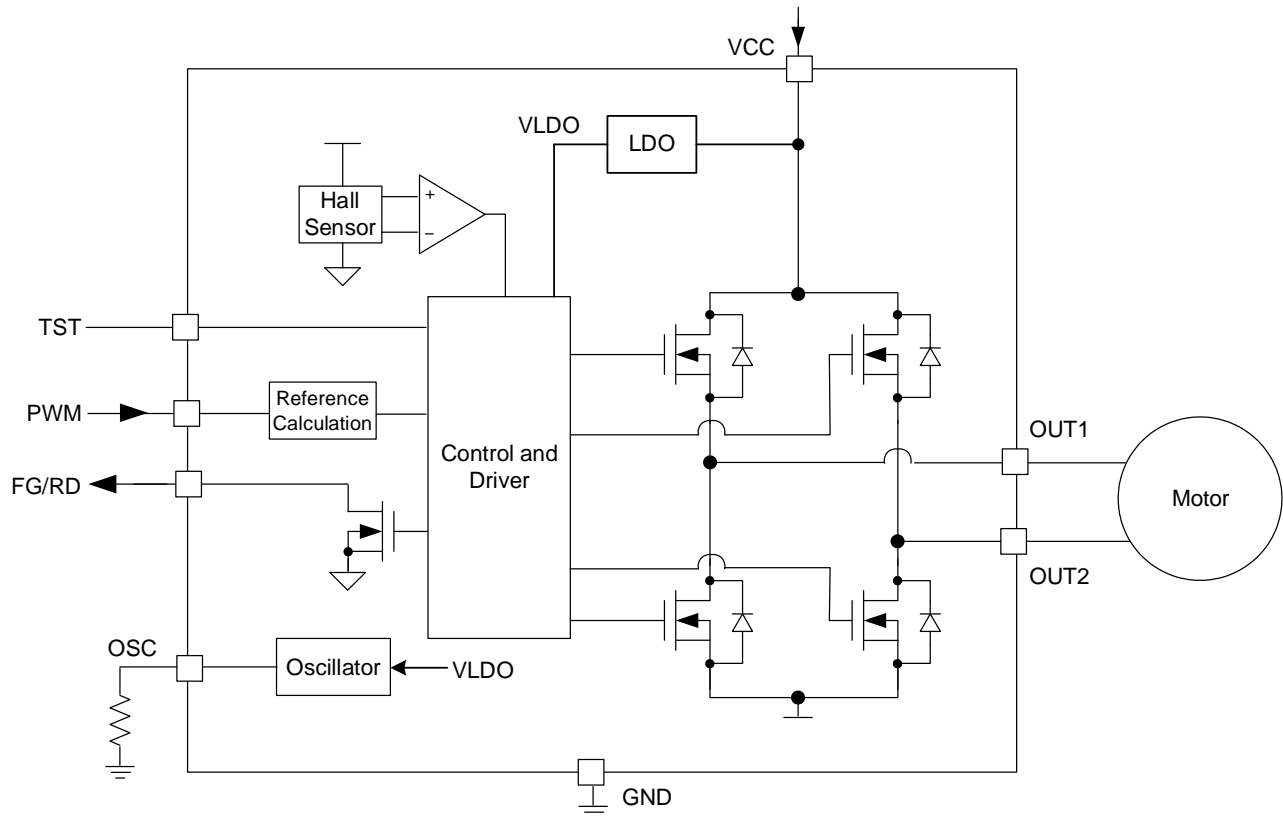 VCC
VLDO
LDO
Hall
Sensor
+
−
TST
PWM
Reference
Calculation
Control and
Driver
FG/RD
OUT1
Motor
OUT2
OSC
Oscillator
VLDO
GND